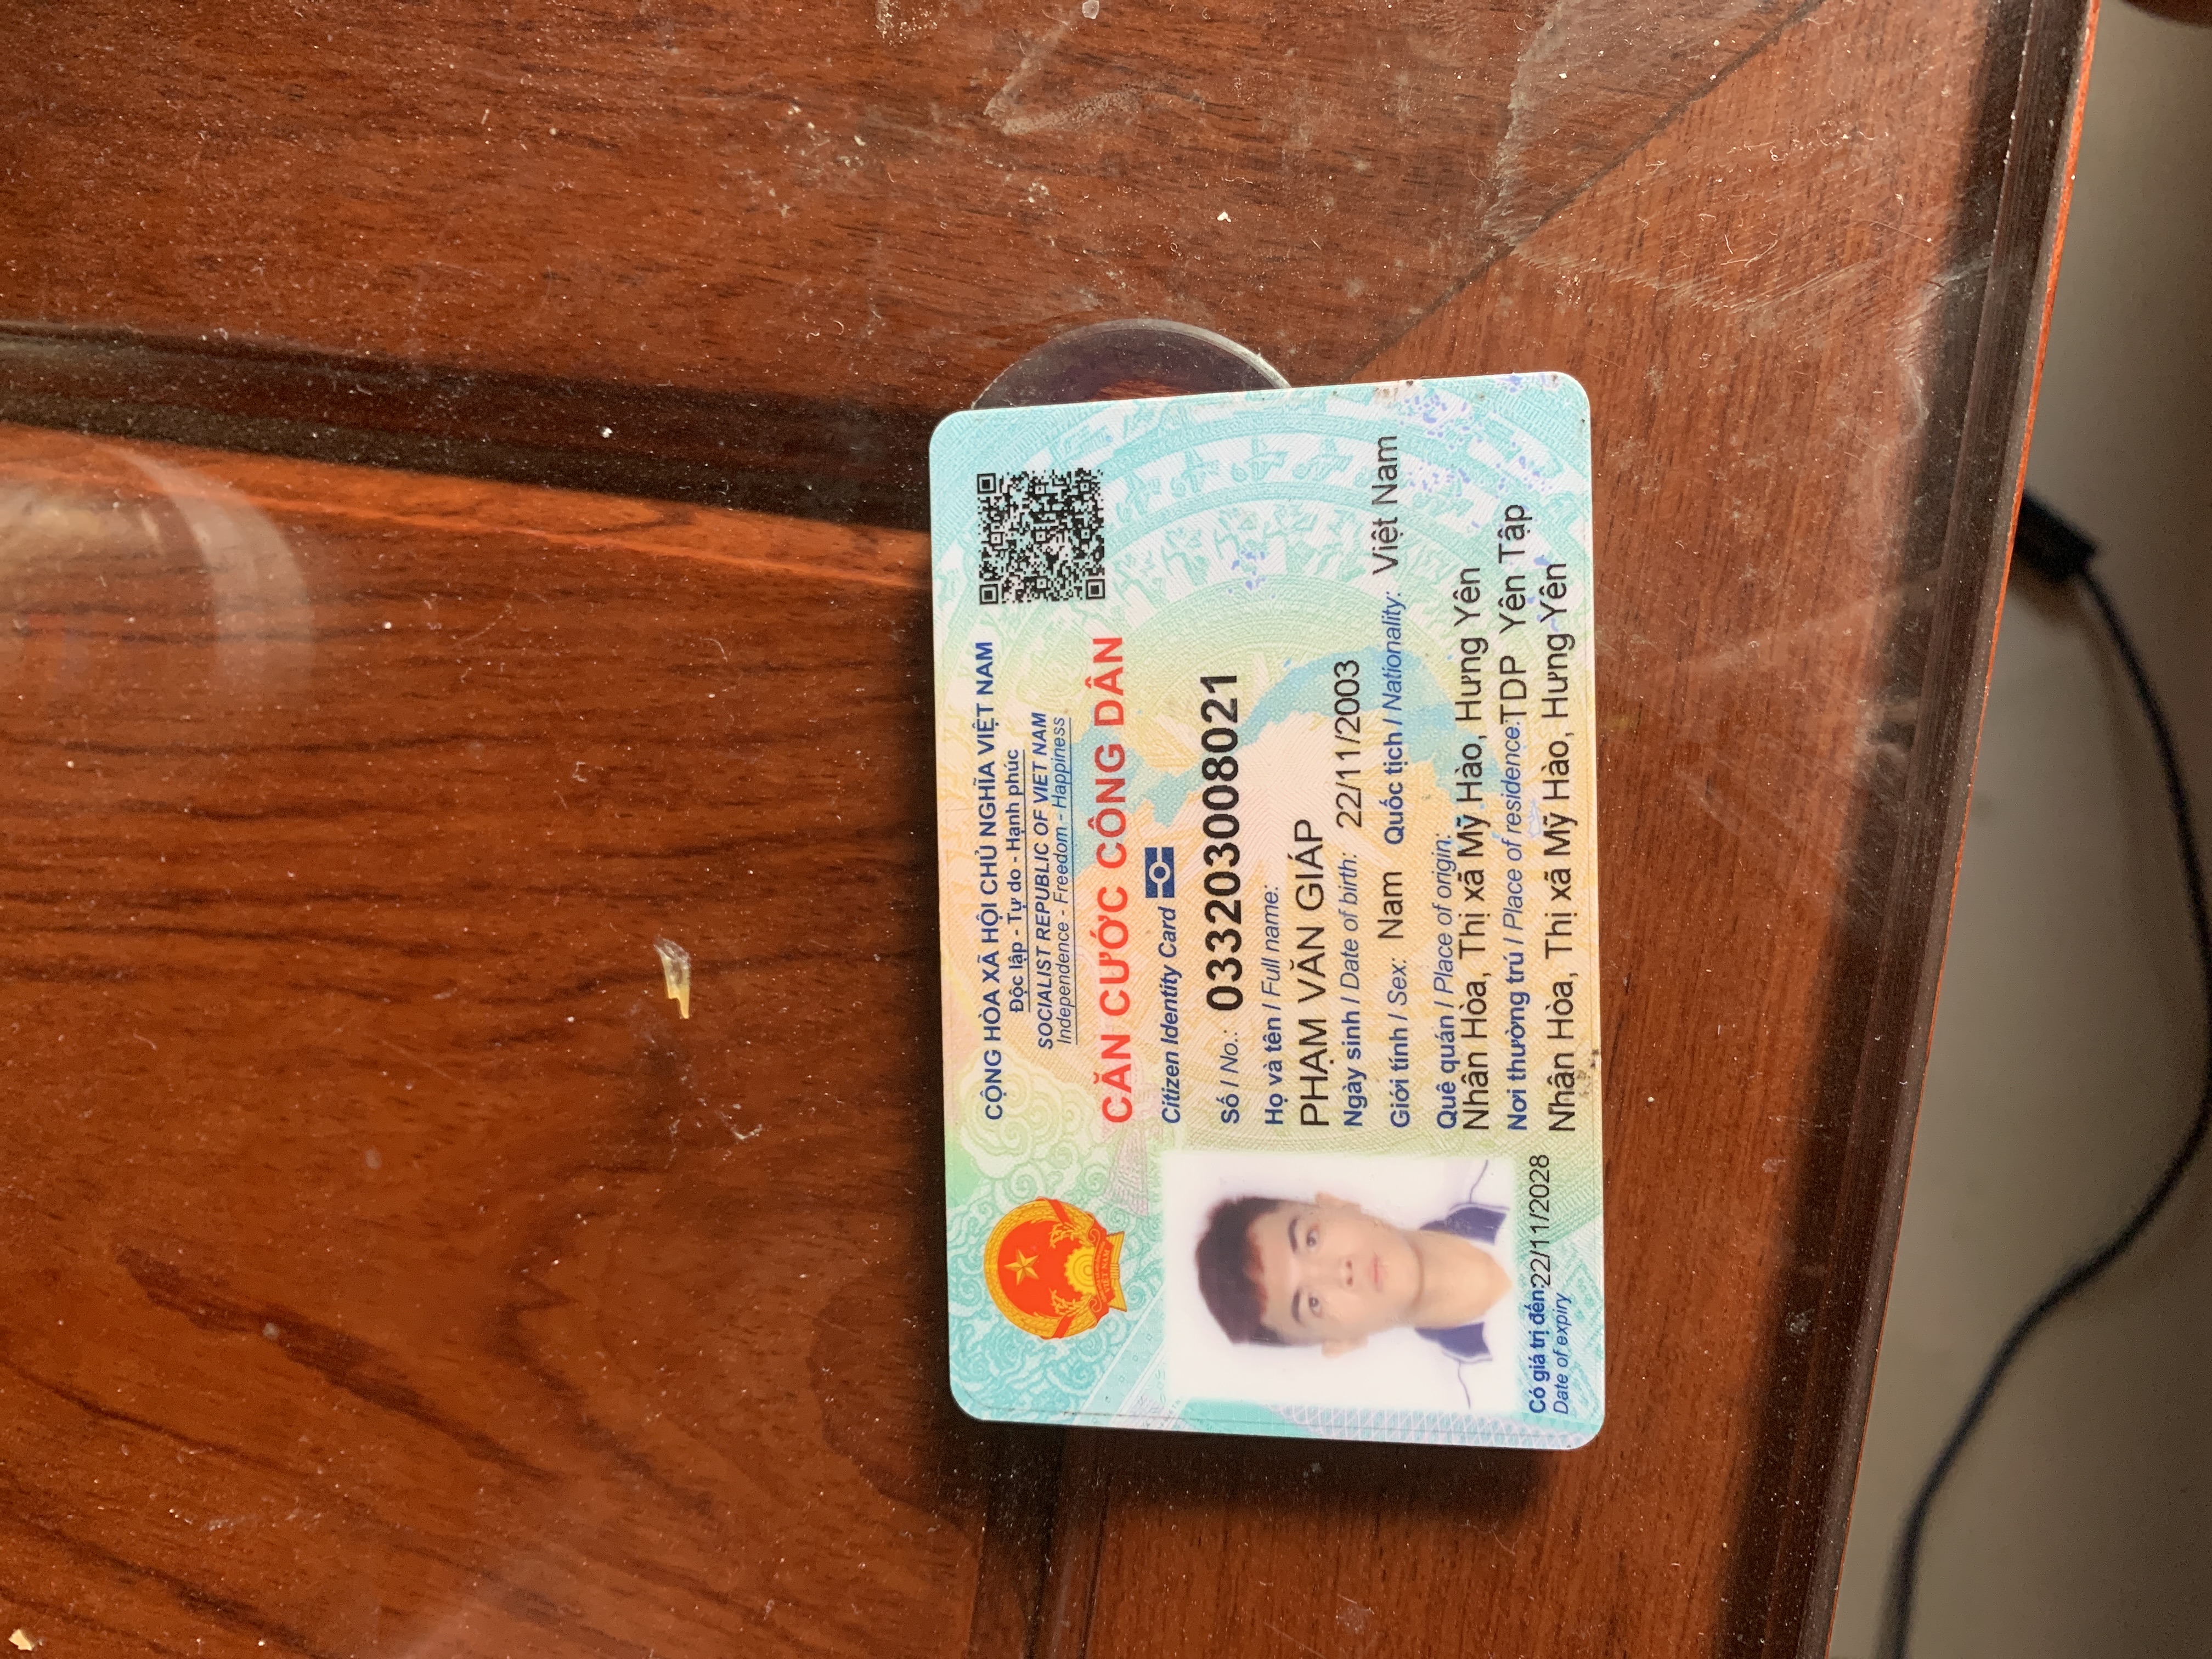 CỘNG HÒA XÃ HỘI CHỦ NGHĨA VIỆT NAM
Độc lập - Tự do - Hạnh phúc
SOCIALIST REPUBLIC OF VIET NAM
Independence - Freedom - Happiness
CĂN CƯỚC CÔNG DÂN
Citizen Identity Card
Số / No.: 033203008021
Họ và tên / Full name:
PHẠM VĂN GIÁP
Ngày sinh / Date of birth: 22/11/2003
Giới tính / Sex: Nam Quốc tịch / Nationality: Việt Nam
Quê quán / Place of origin:
Nhân Hòa, Thị xã Mỹ Hào, Hưng Yên
Nơi thường trú / Place of residence: TDP Yên Tập
Nhân Hòa, Thị xã Mỹ Hào, Hưng Yên
Có giá trị đến: 22/11/2028
Date of expiry
VIỆT NAM